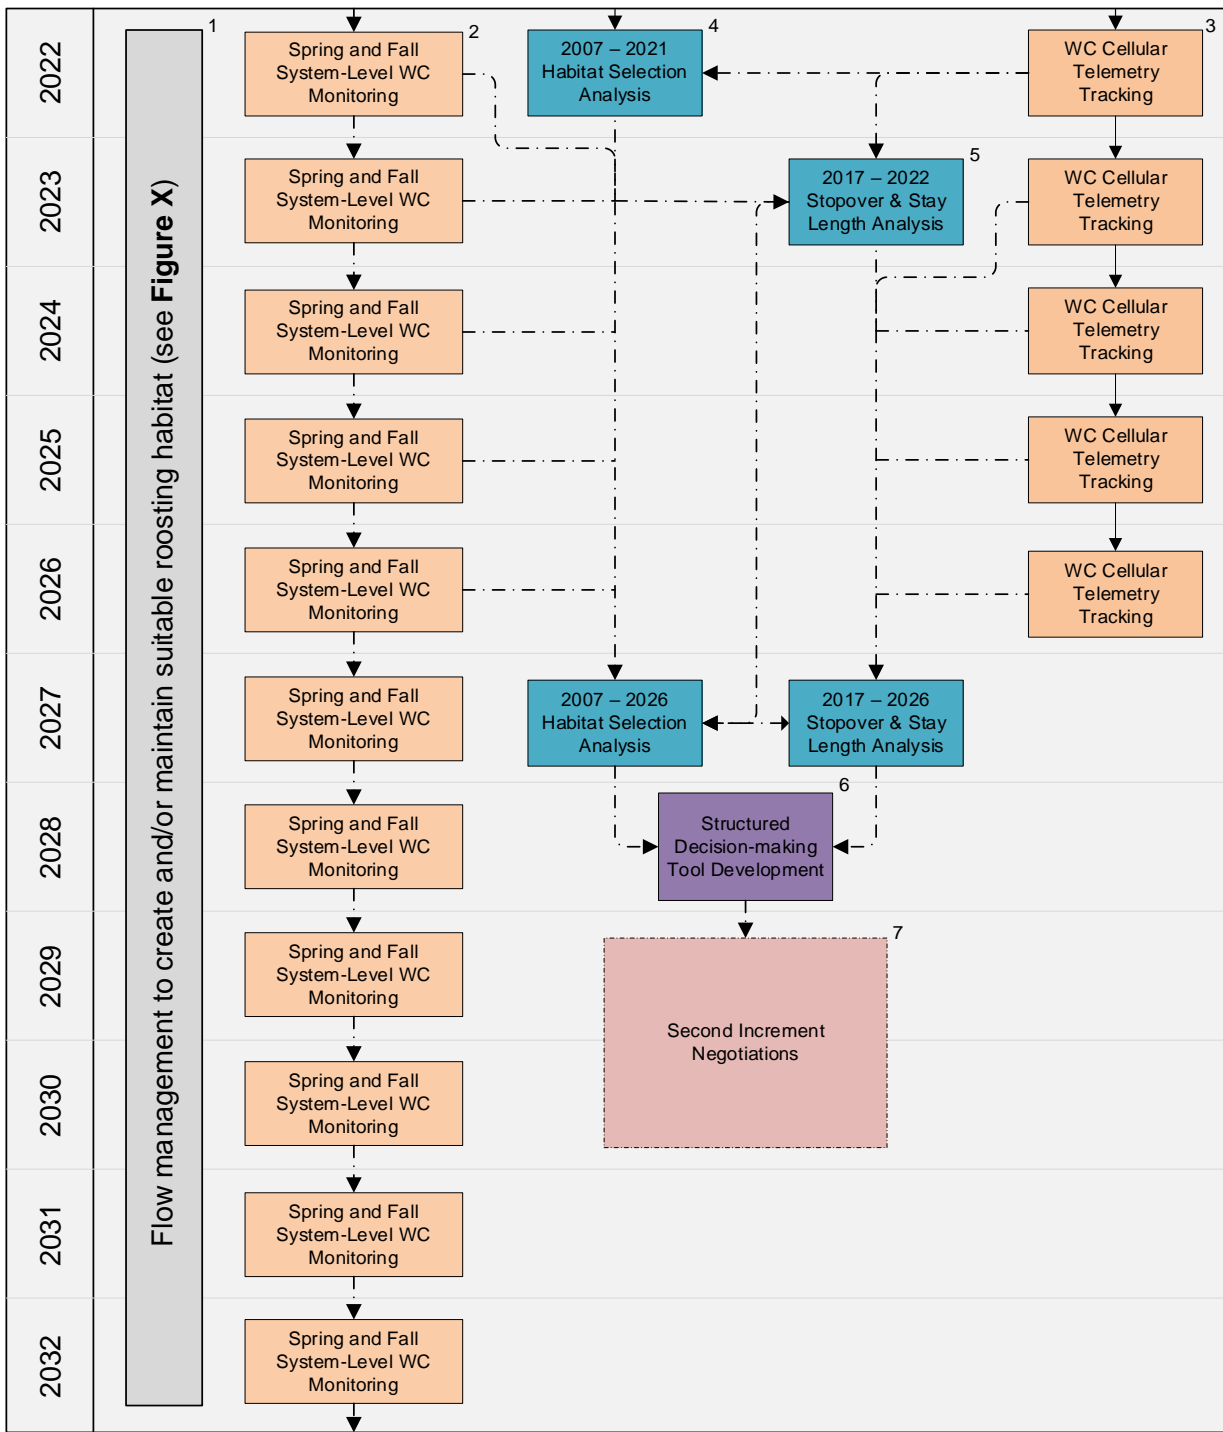 1
2
4
3
2022
Spring and Fall
System-Level WC
Monitoring
2007 – 2021
Habitat Selection
Analysis
WC Cellular
Telemetry
Tracking
Flow management to create and/or maintain suitable roosting habitat (see Figure X)
2023
Spring and Fall
System-Level WC
Monitoring
5
2017 – 2022
Stopover & Stay
Length Analysis
WC Cellular
Telemetry
Tracking
2024
Spring and Fall
System-Level WC
Monitoring
WC Cellular
Telemetry
Tracking
2025
Spring and Fall
System-Level WC
Monitoring
WC Cellular
Telemetry
Tracking
2026
Spring and Fall
System-Level WC
Monitoring
WC Cellular
Telemetry
Tracking
2027
Spring and Fall
System-Level WC
Monitoring
2007 – 2026
Habitat Selection
Analysis
2017 – 2026
Stopover & Stay
Length Analysis
2028
Spring and Fall
System-Level WC
Monitoring
6
Structured
Decision-making
Tool Development
2029
Spring and Fall
System-Level WC
Monitoring
7
Second Increment
Negotiations
2030
Spring and Fall
System-Level WC
Monitoring
2031
Spring and Fall
System-Level WC
Monitoring
2032
Spring and Fall
System-Level WC
Monitoring